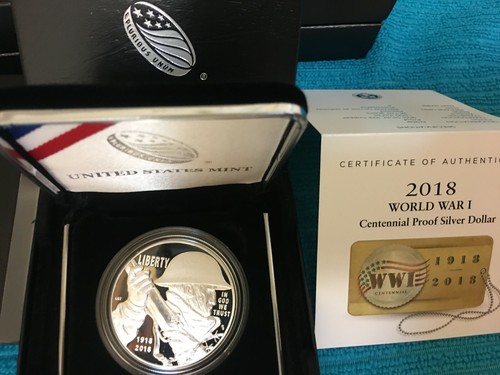 E PLURIBUS UNUM
®
UNITED STATES MINT
LIBERTY
IN
GOD
WE
TRUST
1918
2018
CERTIFICATE OF AUTHENTIC
2018
WORLD WAR I
Centennial Proof Silver Dollar
WWI
CENTENNIAL
1918
2018